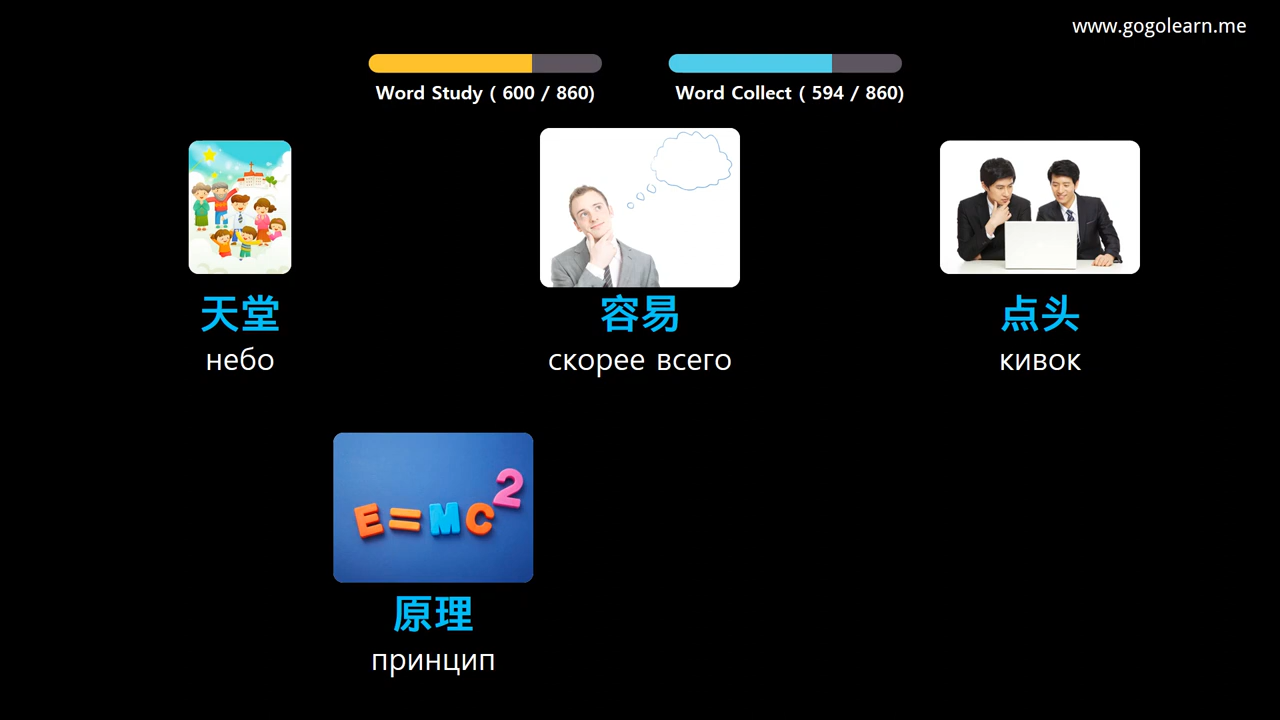 www.gogolearn.me
Word Study ( 600 / 860)
Word Collect ( 594 / 860)
天堂
небо
容易
скорее всего
点头
кивок
E=MC2
原理
принцип